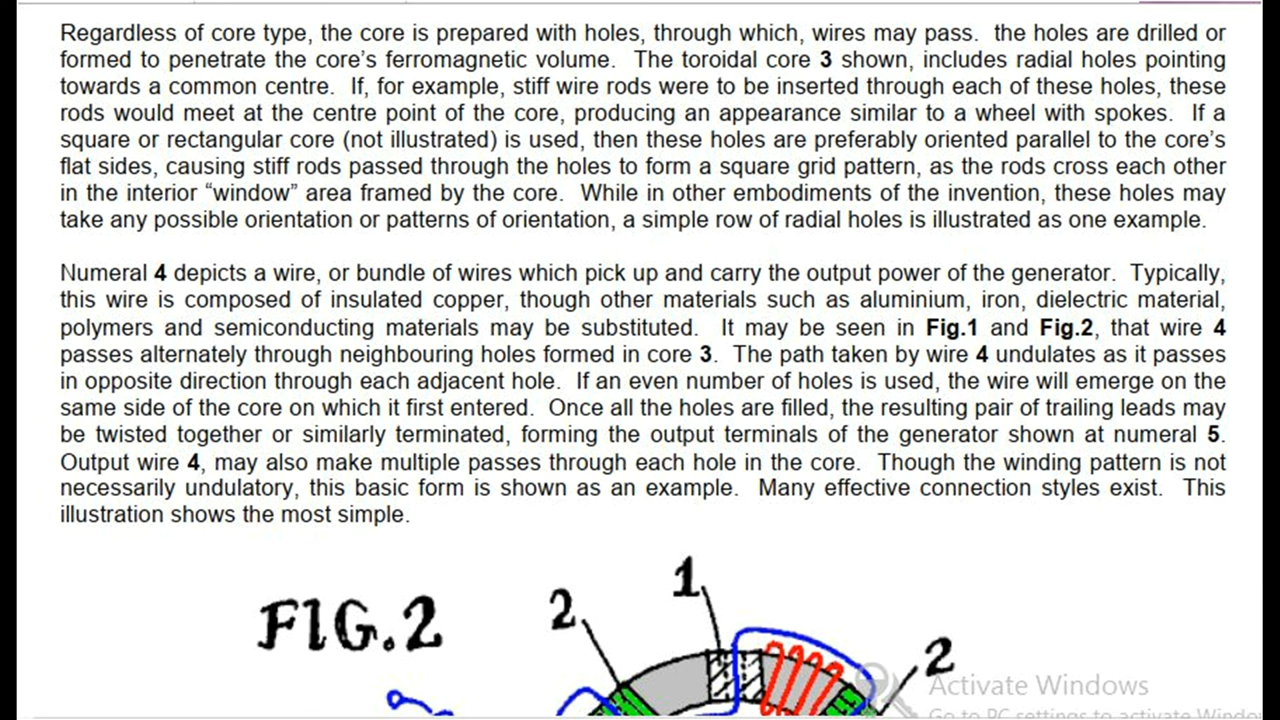 Regardless of core type, the core is prepared with holes, through which, wires may pass.  the holes are drilled or
formed to penetrate the core’s ferromagnetic volume.  The toroidal core 3 shown, includes radial holes pointing
towards a common centre.  If, for example, stiff wire rods were to be inserted through each of these holes, these
rods would meet at the centre point of the core, producing an appearance similar to a wheel with spokes.  If a
square or rectangular core (not illustrated) is used, then these holes are preferably oriented parallel to the core’s
flat sides, causing stiff rods passed through the holes to form a square grid pattern, as the rods cross each other
in the interior “window” area framed by the core.  While in other embodiments of the invention, these holes may
take any possible orientation or patterns of orientation, a simple row of radial holes is illustrated as one example.
Numeral 4 depicts a wire, or bundle of wires which pick up and carry the output power of the generator.  Typically,
this wire is composed of insulated copper, though other materials such as aluminium, iron, dielectric material,
polymers and semiconducting materials may be substituted.  It may be seen in Fig.1 and Fig.2, that wire 4
passes alternately through neighbouring holes formed in core 3.  The path taken by wire 4 undulates as it passes
in opposite direction through each adjacent hole.  If an even number of holes is used, the wire will emerge on the
same side of the core on which it first entered.  Once all the holes are filled, the resulting pair of trailing leads may
be twisted together or similarly terminated, forming the output terminals of the generator shown at numeral 5.
Output wire 4, may also make multiple passes through each hole in the core.  Though the winding pattern is not
necessarily undulatory, this basic form is shown as an example.  Many effective connection styles exist.  This
illustration shows the most simple.
FIG.2
2
1
2
Activate Windows
Go to PC settings to activate Windo